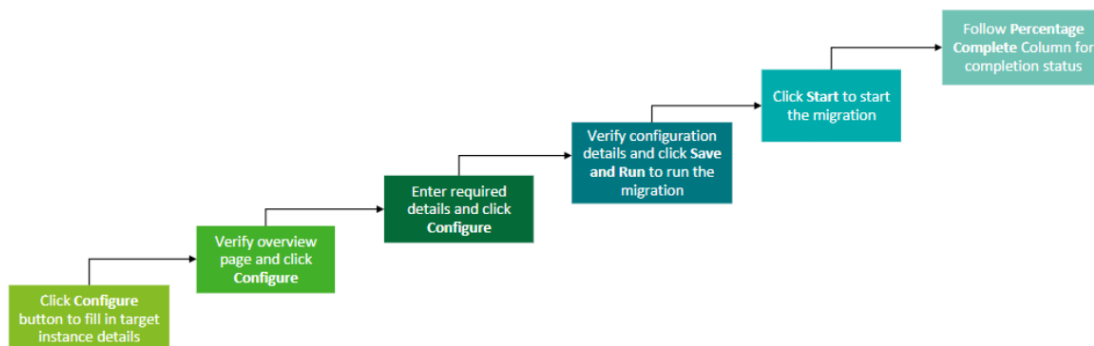 Click Configure
button to fill in target
instance details
Verify overview
page and click
Configure
Enter required
details and click
Configure
Verify configuration
details and click Save
and Run to run the
migration
Click Start to start
the migration
Follow Percentage
Complete Column for
completion status